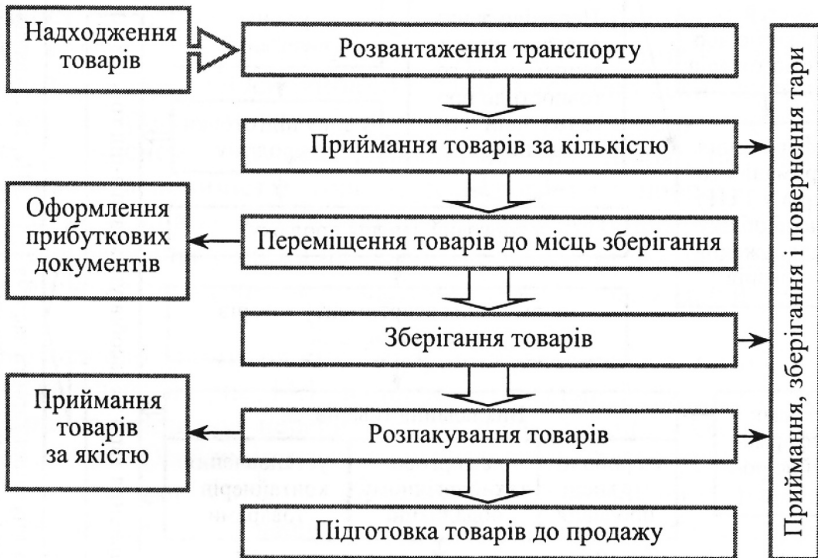 Надходження
товарів
Розвантаження транспорту
Приймання товарів за кількістю
Оформлення
прибуткових
документів
Переміщення товарів до місць зберігання
Зберігання товарів
Приймання
товарів
за якістю
Розпакування товарів
Підготовка товарів до продажу
Приймання, зберігання і повернення тари